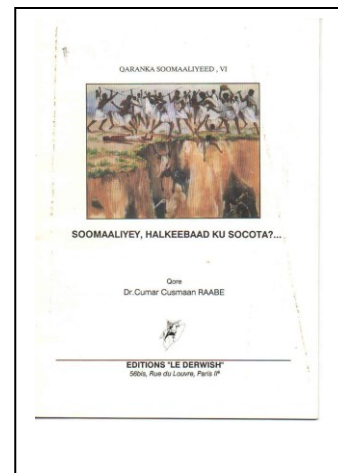 QARANKA SOOMAALIYEED , VI
SOOMAALIYEY, HALKEEBAAD KU SOCOTA?...
Qore
Dr.Cumar Cusmaan RAABE
EDITIONS "LE DERWISH"
56bis, Rue du Louvre, Paris IIᵉ